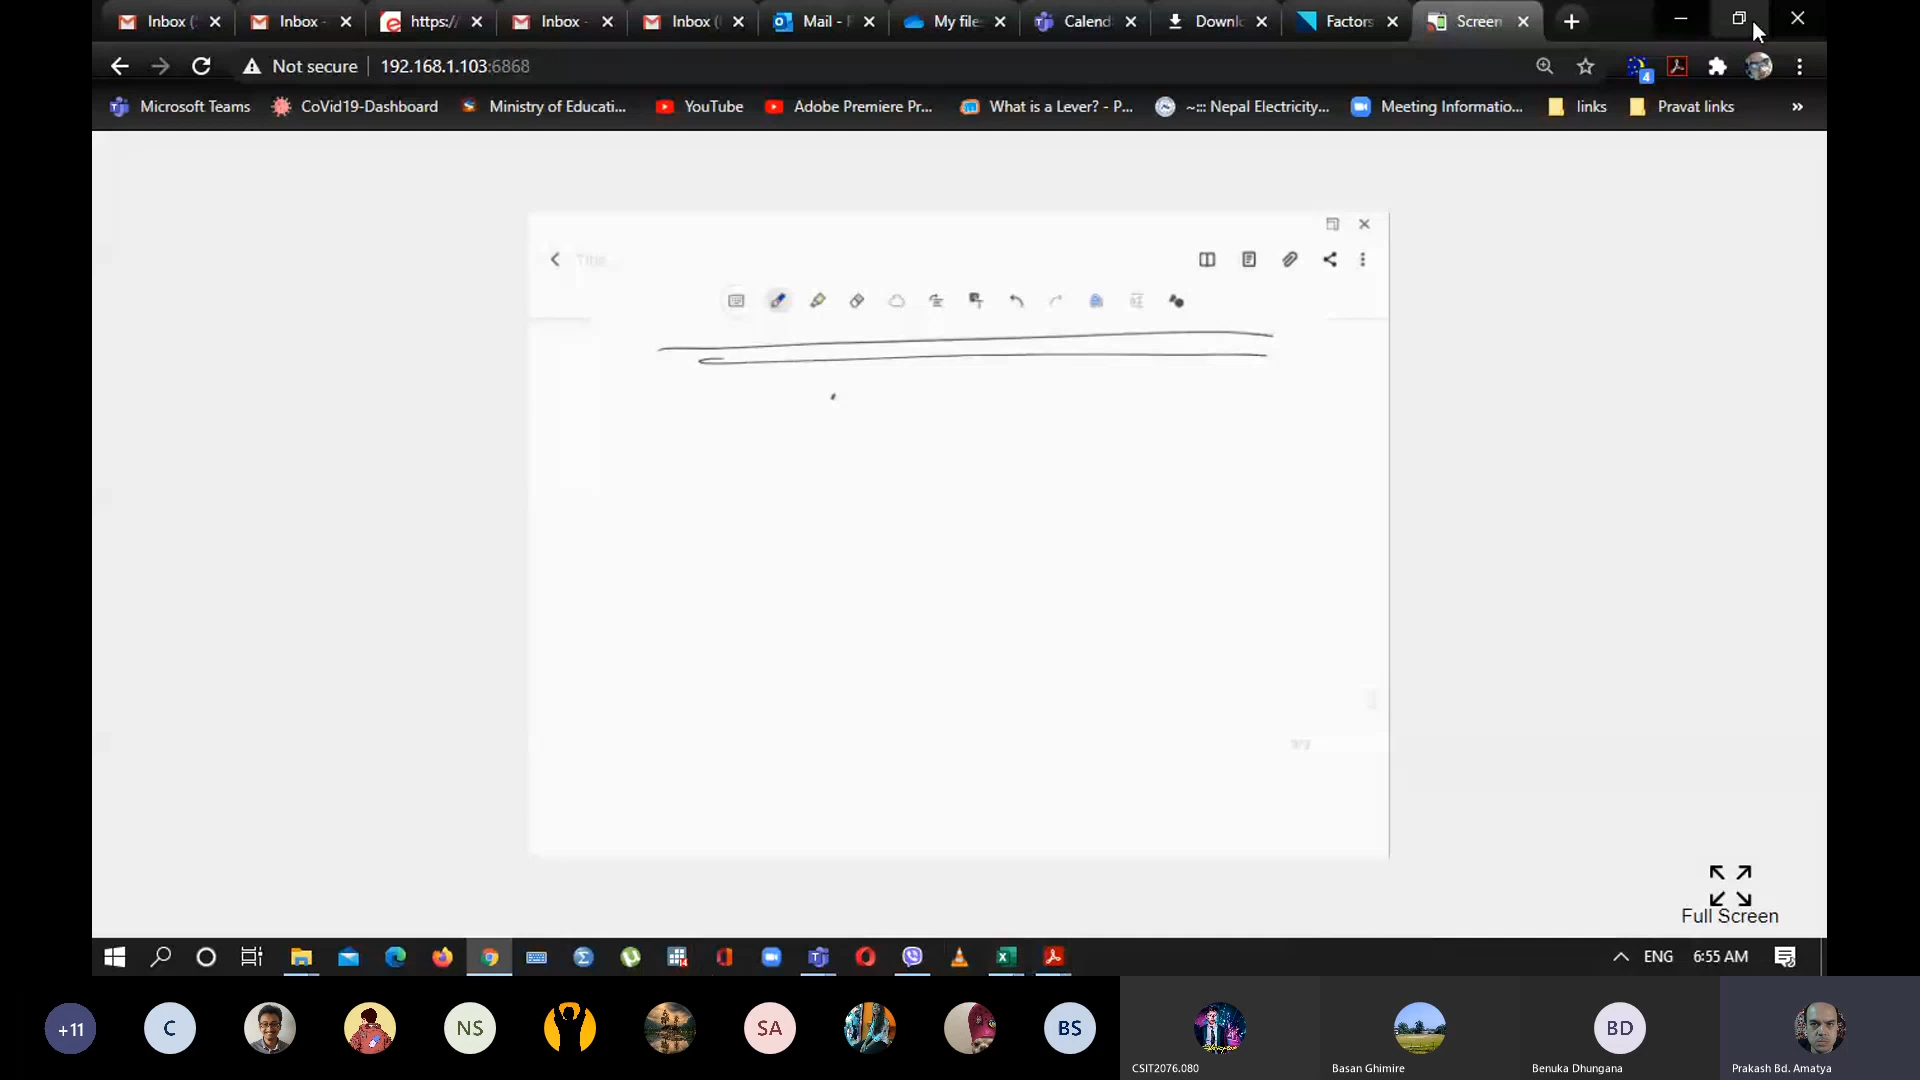 Inbox (
Inbox -
https://
Inbox -
Inbox (
Mail -
My file
Calend
Downl
Factors
Screen
Not secure
192.168.1.103:6868
4
Microsoft Teams
CoVid19-Dashboard
Ministry of Educati...
YouTube
Adobe Premiere Pr...
What is a Lever? - P...
~::: Nepal Electricity...
Meeting Informatio...
links
Pravat links
»
Title
Full Screen
ENG
6:55 AM
+11
C
NS
SA
BS
BD
CSIT2076.080
Basan Ghimire
Benuka Dhungana
Prakash Bd. Amatya